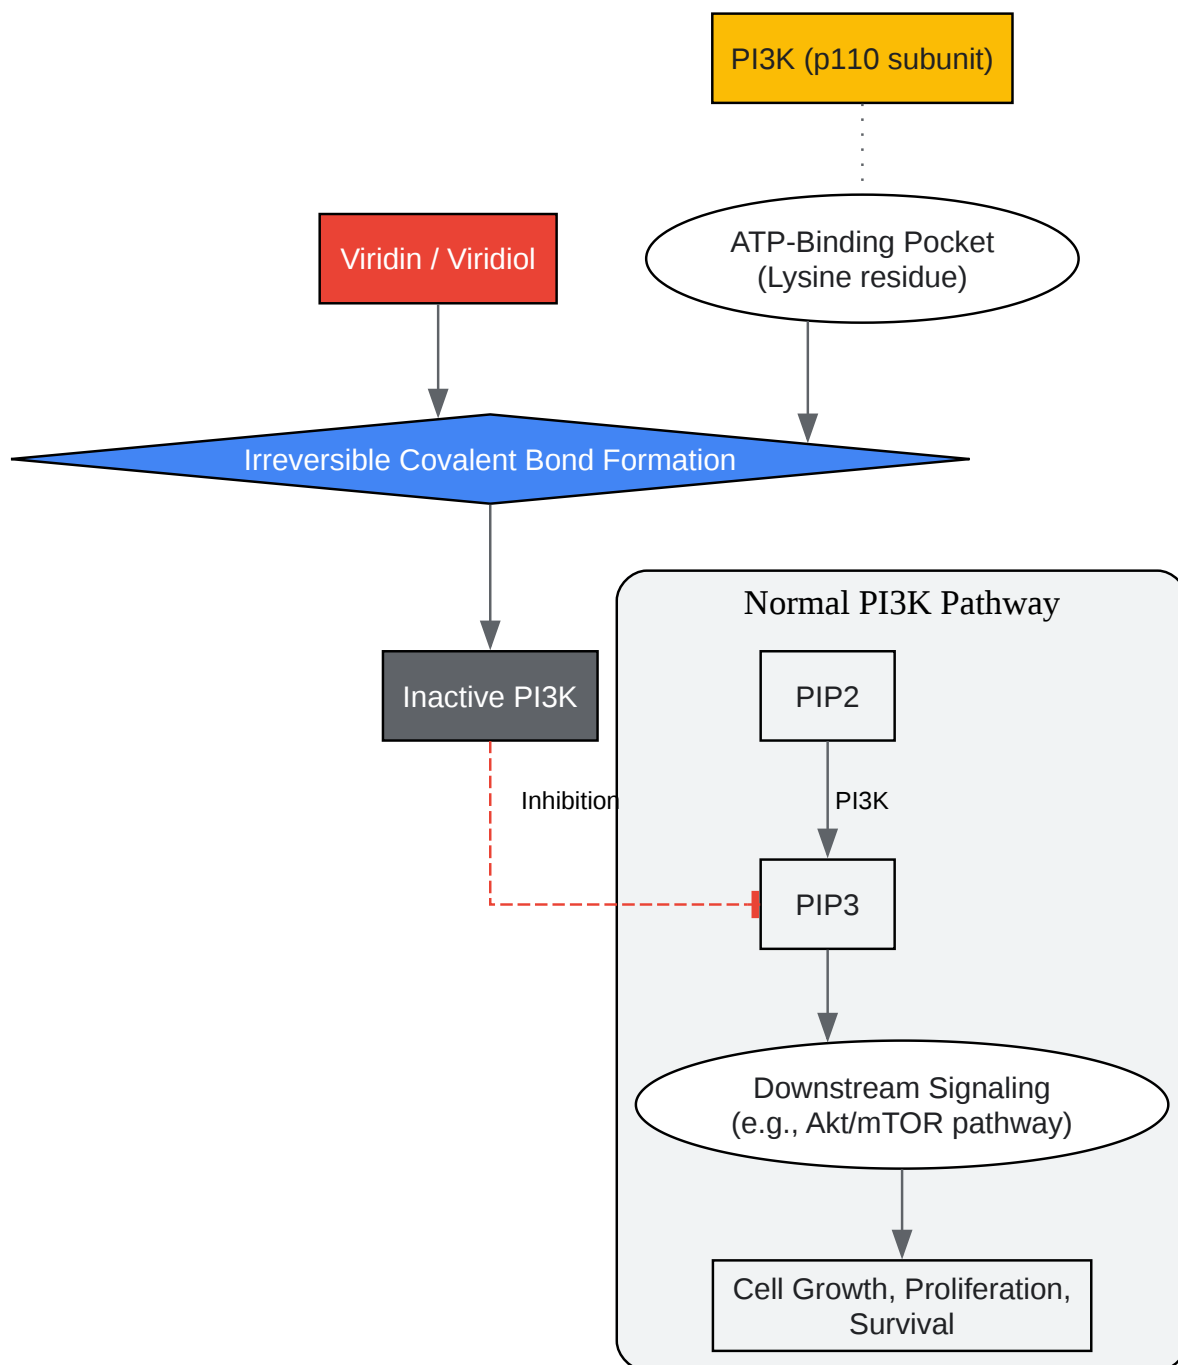 PI3K (p110 subunit)
Viridin / Viridiol
ATP-Binding Pocket
(Lysine residue)
Irreversible Covalent Bond Formation
Normal PI3K Pathway
Inactive PI3K
PIP2
Inhibition
PI3K
PIP3
Downstream Signaling
(e.g., Akt/mTOR pathway)
Cell Growth, Proliferation,
Survival